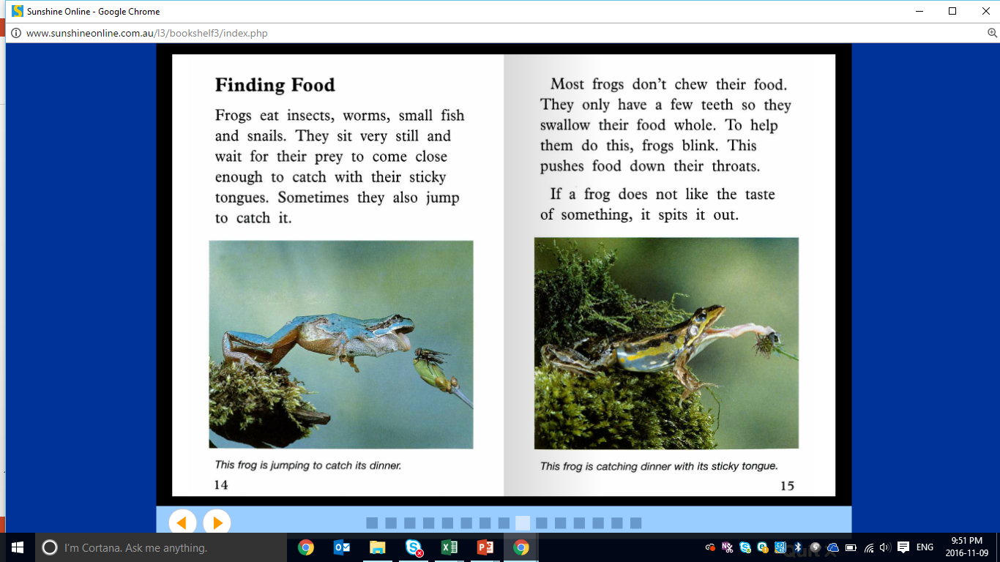 Sunshine Online - Google Chrome
www.sunshineonline.com.au/l3/bookshelf3/index.php
Finding Food
Frogs eat insects, worms, small fish
and snails. They sit very still and
wait for their prey to come close
enough to catch with their sticky
tongues. Sometimes they also jump
to catch it.
This frog is jumping to catch its dinner.
14
Most frogs don't chew their food.
They only have a few teeth so they
swallow their food whole. To help
them do this, frogs blink. This
pushes food down their throats.
If a frog does not like the taste
of something, it spits it out.
This frog is catching dinner with its sticky tongue.
15
I'm Cortana. Ask me anything.
ENG
9:51 PM
2016-11-09
Quit X